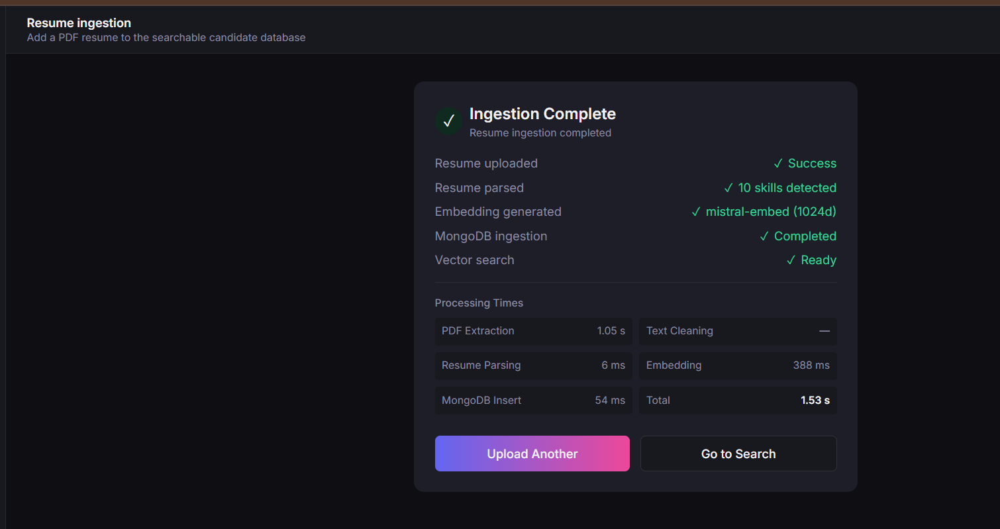 Resume ingestion
Add a PDF resume to the searchable candidate database
✓ Ingestion Complete
Resume ingestion completed
Resume uploaded ✓ Success
Resume parsed ✓ 10 skills detected
Embedding generated ✓ mistral-embed (1024d)
MongoDB ingestion ✓ Completed
Vector search ✓ Ready
Processing Times
PDF Extraction 1.05 s Text Cleaning —
Resume Parsing 6 ms Embedding 388 ms
MongoDB Insert 54 ms Total 1.53 s
Upload Another Go to Search